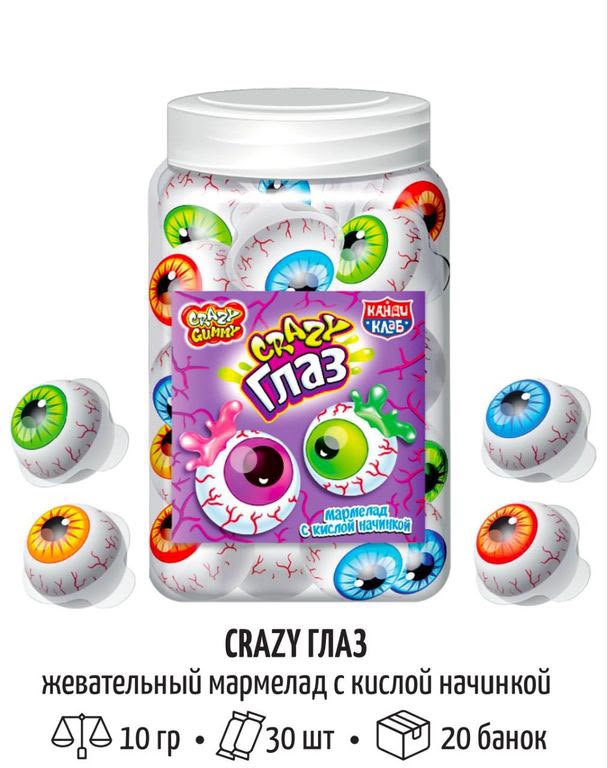 CRAZY
GUMMY
КАНДИ
КЛАБ
CRAZY
Глаз
мармелад
с кислой начинкой
CRAZY ГЛАЗ
жевательный мармелад с кислой начинкой
10 гр • 30 шт • 20 банок